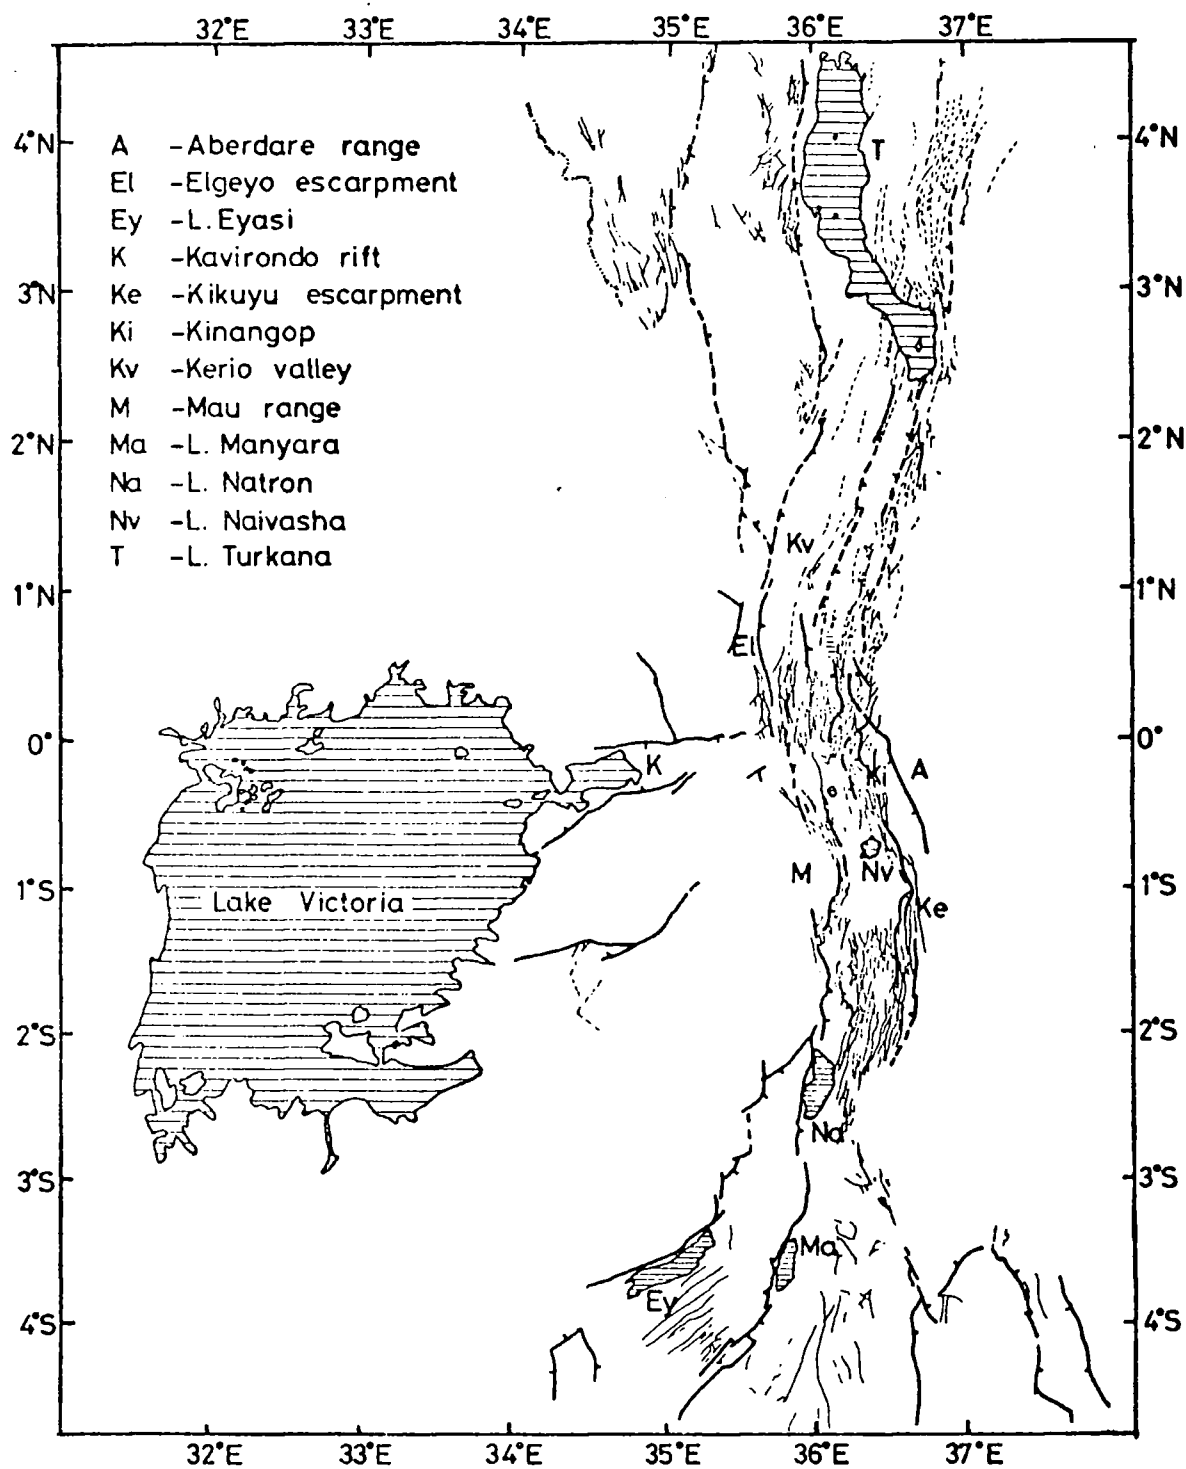 32°E 33°E 34°E 35°E 36°E 37°E
4°N
3°N
2°N
1°N
0°
1°S
2°S
3°S
4°S
A -Aberdare range
El -Elgeyo escarpment
Ey -L. Eyasi
K -Kavirondo rift
Ke -Kikuyu escarpment
Ki -Kinangop
Kv -Kerio valley
M -Mau range
Ma -L. Manyara
Na -L. Natron
Nv -L. Naivasha
T -L. Turkana
T
Kv
El
K
K
A
M
Nv
Ke
Lake Victoria
Na
Ma
Ey
4°N
3°N
2°N
1°N
0°
1°S
2°S
3°S
4°S
32°E 33°E 34°E 35°E 36°E 37°E